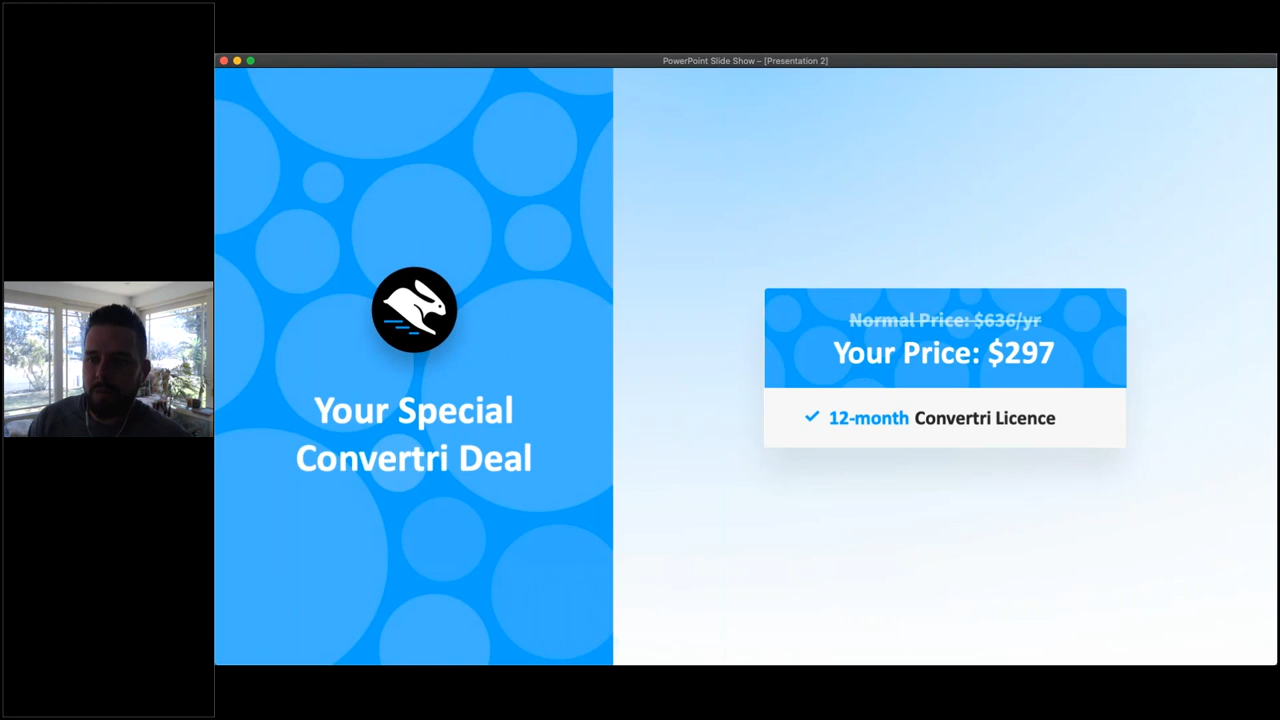 PowerPoint Slide Show – [Presentation 2]
Your Special
Convertri Deal
Normal Price: $636/yr
Your Price: $297
✓ 12-month Convertri Licence